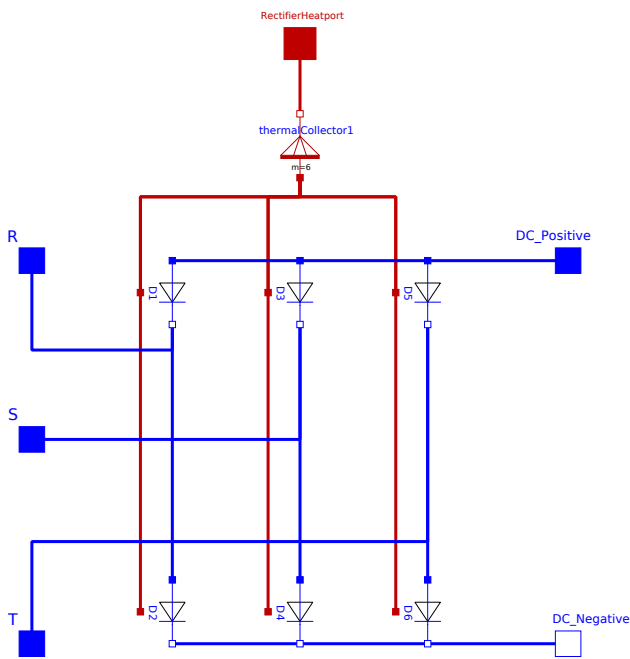 RectifierHeatport
thermalCollector1
m=6
R
DC_Positive
D1
D3
D5
S
T
D2
D4
D6
DC_Negative